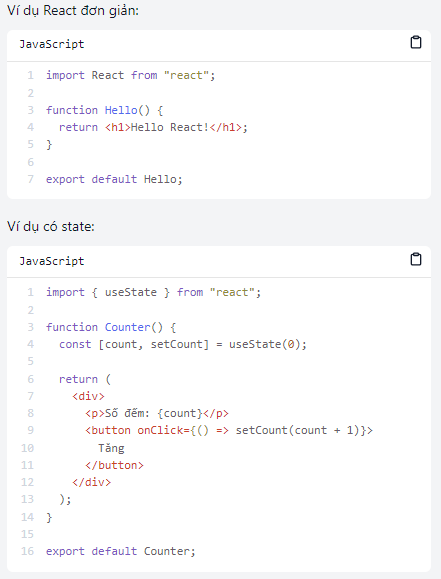 Ví dụ React đơn giản:
JavaScript
1 import React from "react";
2
3 function Hello() {
4   return <h1>Hello React!</h1>;
5 }
6
7 export default Hello;
Ví dụ có state:
JavaScript
1 import { useState } from "react";
2
3 function Counter() {
4   const [count, setCount] = useState(0);
5
6   return (
7     <div>
8       <p>Số đếm: {count}</p>
9       <button onClick={() => setCount(count + 1)}>
10         Tăng
11       </button>
12     </div>
13   );
14 }
15
16 export default Counter;